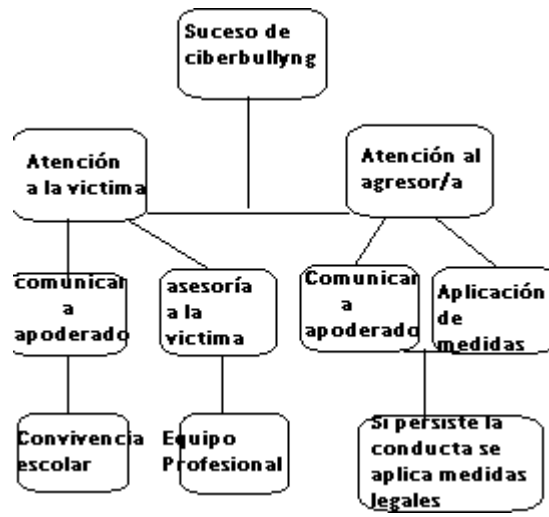 Suceso de
ciberbullyng
Atención
a la victima
Atención al
agresor/a
comunicar
a
apoderado
asesoría
a la
victima
Comunicar
a
apoderado
Aplicación
de
medidas
Convivencia
escolar
Equipo
Profesional
Si persiste la
conducta se
aplica medidas
legales